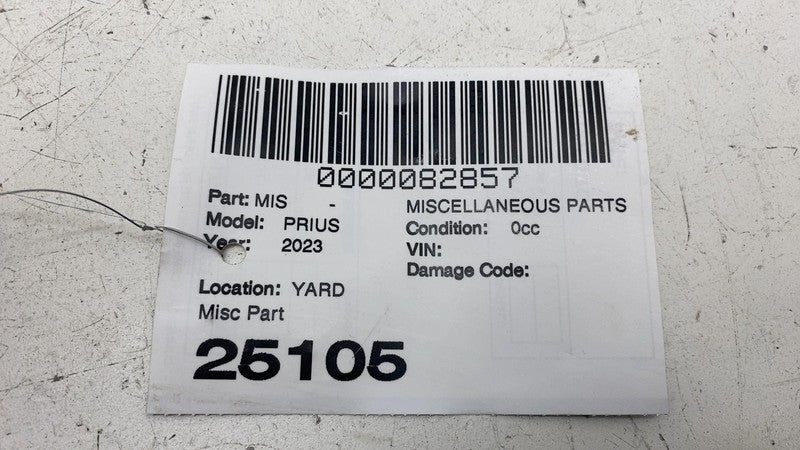 0000082857
Part: MIS - MISCELLANEOUS PARTS
Model: PRIUS Condition: 0cc
Year: 2023 VIN:
Damage Code:
Location: YARD
Misc Part
25105